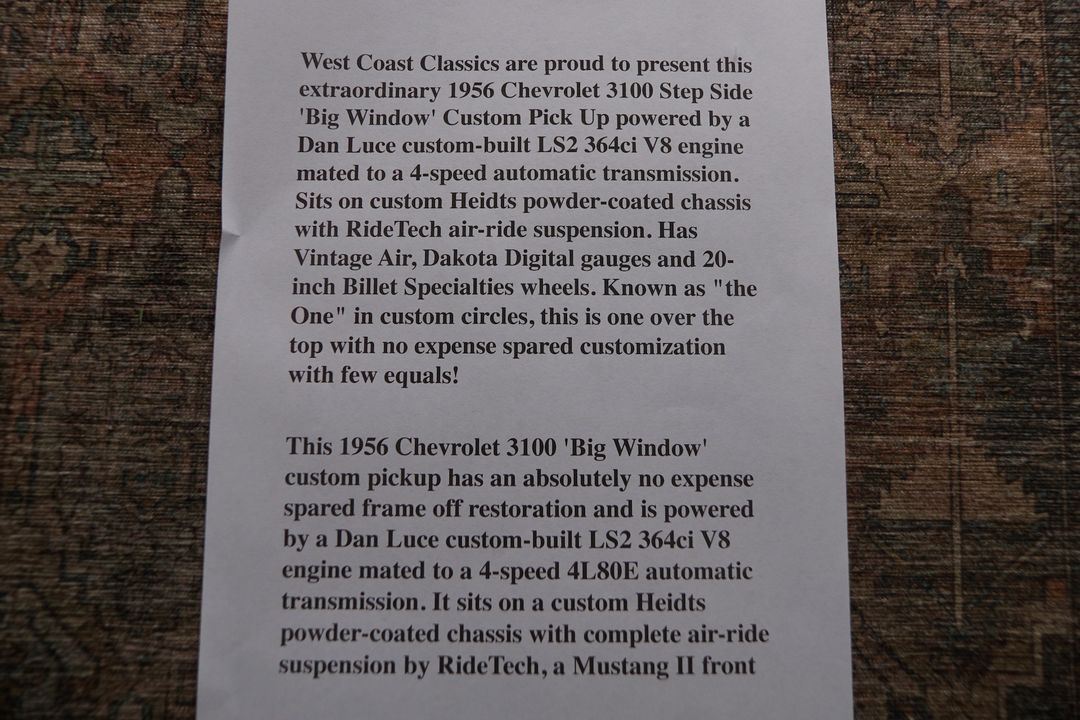 West Coast Classics are proud to present this
extraordinary 1956 Chevrolet 3100 Step Side
'Big Window' Custom Pick Up powered by a
Dan Luce custom-built LS2 364ci V8 engine
mated to a 4-speed automatic transmission.
Sits on custom Heidts powder-coated chassis
with RideTech air-ride suspension. Has
Vintage Air, Dakota Digital gauges and 20-
inch Billet Specialties wheels. Known as "the
One" in custom circles, this is one over the
top with no expense spared customization
with few equals!

This 1956 Chevrolet 3100 'Big Window'
custom pickup has an absolutely no expense
spared frame off restoration and is powered
by a Dan Luce custom-built LS2 364ci V8
engine mated to a 4-speed 4L80E automatic
transmission. It sits on a custom Heidts
powder-coated chassis with complete air-ride
suspension by RideTech, a Mustang II front